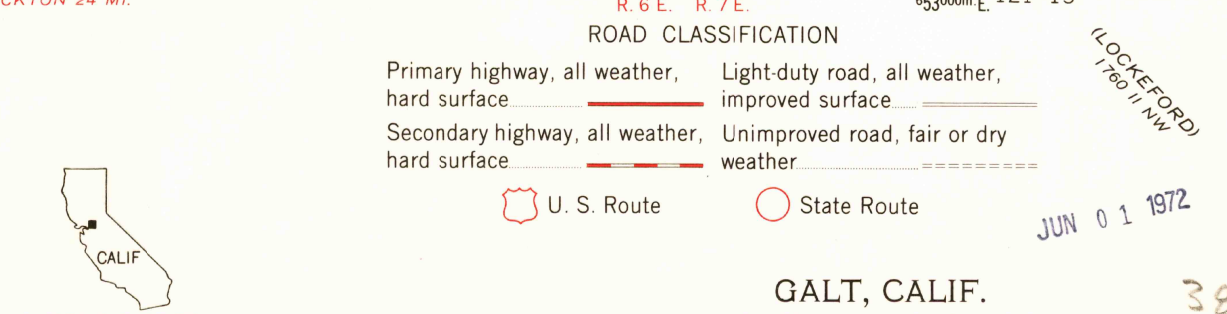 R. 6 E. R. 7 E.
ROAD CLASSIFICATION
Primary highway, all weather,
hard surface
Light-duty road, all weather,
improved surface
Secondary highway, all weather,
hard surface
Unimproved road, fair or dry
weather
U. S. Route
State Route
(LOCKEFORD)
1760 II NW
JUN 01 1972
CALIF
GALT, CALIF.